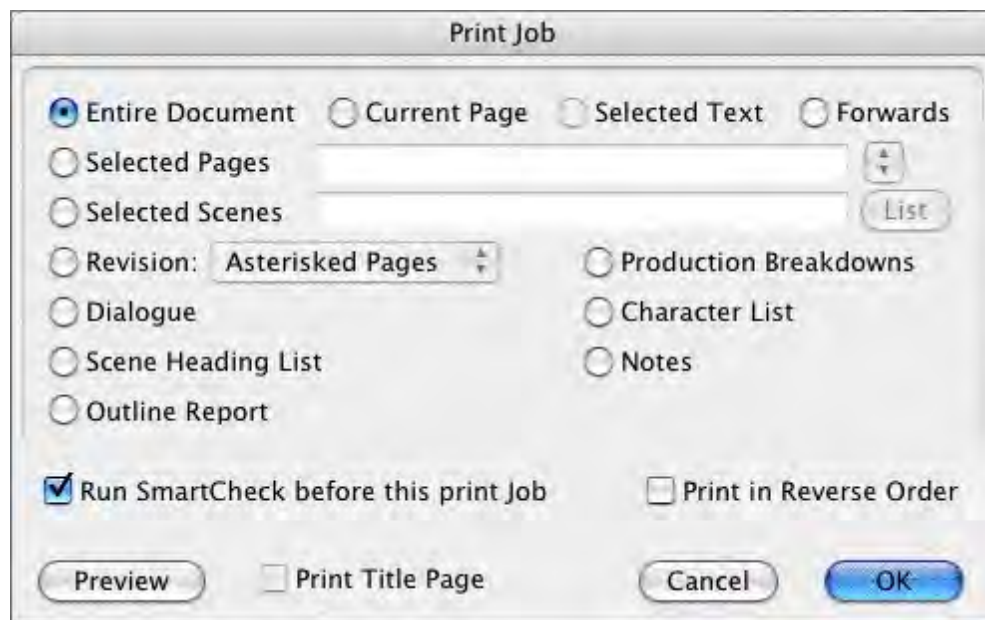 Print Job
Entire Document Current Page Selected Text Forwards
Selected Pages
Selected Scenes List
Revision: Asterisked Pages Production Breakdowns
Dialogue Character List
Scene Heading List Notes
Outline Report
Run SmartCheck before this print Job Print in Reverse Order
Preview Print Title Page Cancel OK